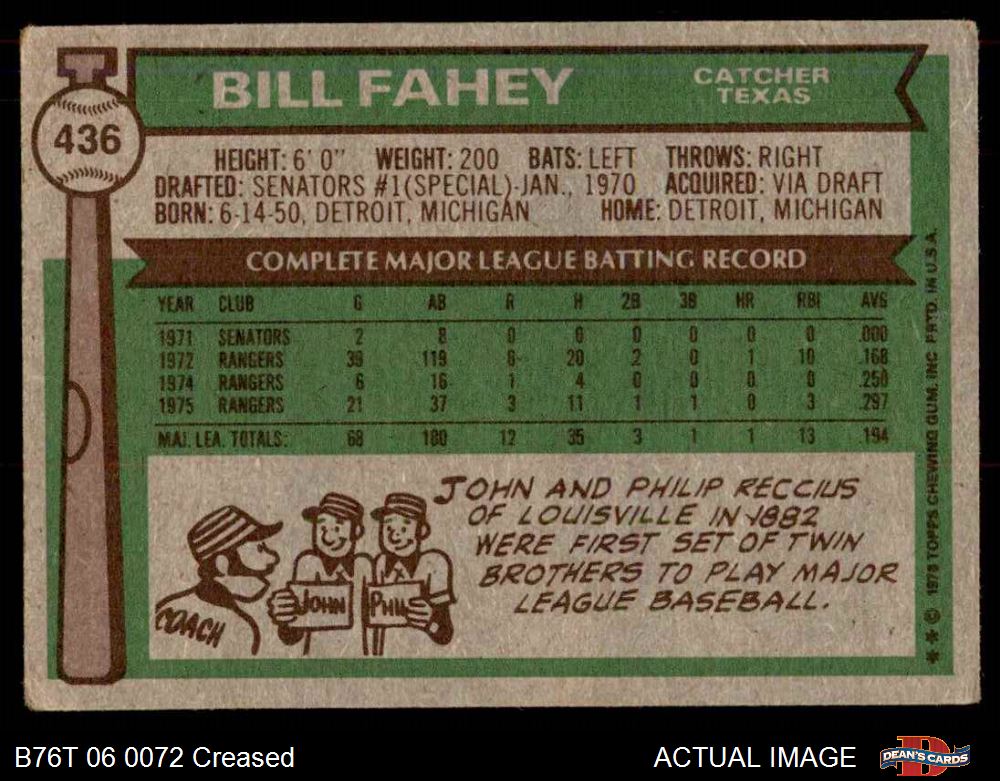 436
BILL FAHEY
CATCHER
TEXAS
HEIGHT: 6' 0" WEIGHT: 200 BATS: LEFT THROWS: RIGHT
DRAFTED: SENATORS #1(SPECIAL)-JAN., 1970 ACQUIRED: VIA DRAFT
BORN: 6-14-50, DETROIT, MICHIGAN HOME: DETROIT, MICHIGAN
COMPLETE MAJOR LEAGUE BATTING RECORD
YEAR CLUB G AB R H 2B 3B HR RBI AVG
1971 SENATORS 2 8 0 0 0 0 0 0 .000
1972 RANGERS 39 119 8 20 2 0 1 10 .168
1974 RANGERS 6 16 1 4 0 0 0 0 .250
1975 RANGERS 21 37 3 11 1 1 0 3 .297
MAJ. LEA. TOTALS: 68 180 12 35 3 1 1 13 .194
JOHN AND PHILIP RECCIUS
OF LOUISVILLE IN 1882
WERE FIRST SET OF TWIN
BROTHERS TO PLAY MAJOR
LEAGUE BASEBALL.
COACH
JOHN
PHIL
** © 1976 TOPPS CHEWING GUM, INC. PRTD. IN U.S.A.
B76T 06 0072 Creased
ACTUAL IMAGE
D
DEAN'S CARDS